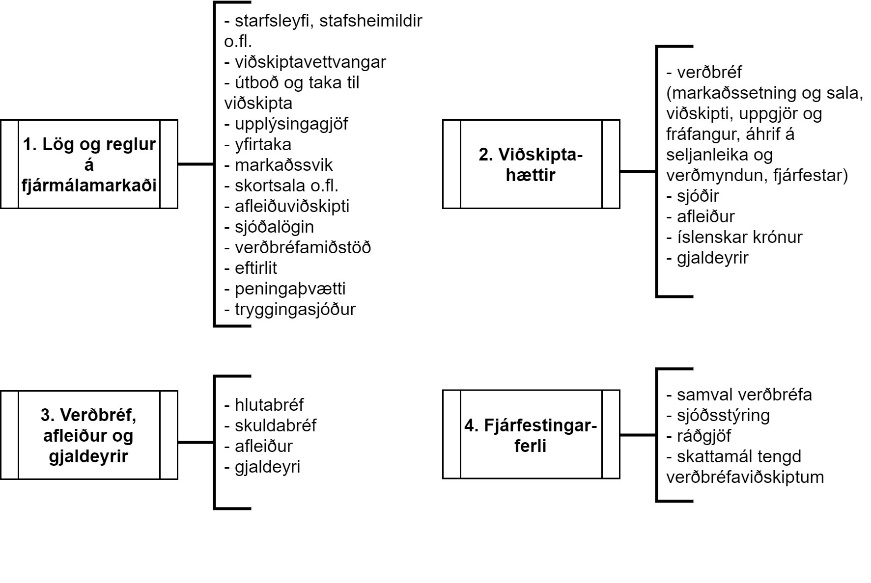 1. Lög og reglur
á
fjármálamarkaði
- starfsleyfi, stafsheimildir
o.fl.
- viðskiptavettvangar
- útboð og taka til
viðskipta
- upplýsingagjöf
- yfirtaka
- markaðssvik
- skortsala o.fl.
- afleiðuviðskipti
- sjóðalögin
- verðbréfamiðstöð
- eftirlit
- peningaþvætti
- tryggingasjóður
2. Viðskipta-
hættir
- verðbréf
(markaðssetning og sala,
viðskipti, uppgjör og
fráfangur, áhrif á
seljanleika og
verðmyndun, fjárfestar)
- sjóðir
- afleiður
- íslenskar krónur
- gjaldeyrir
3. Verðbréf,
afleiður og
gjaldeyrir
- hlutabréf
- skuldabréf
- afleiður
- gjaldeyri
4. Fjárfestingar-
ferli
- samval verðbréfa
- sjóðsstýring
- ráðgjöf
- skattamál tengd
verðbréfaviðskiptum